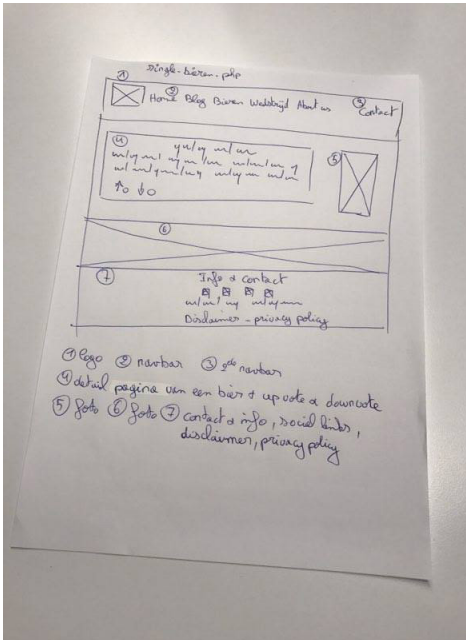 single-bieren.php
① ② ③
Home Blog Bieren Wedstrijd About us Contact
④ ⑤
↑0 ↓0
⑥
⑦ Info & contact
Disclaimer - privacy policy
① logo ② navbar ③ 2de navbar
④ detail pagina van een bier + upvote & downvote
⑤ foto ⑥ foto ⑦ contact & info, social links,
disclaimer, privacy policy